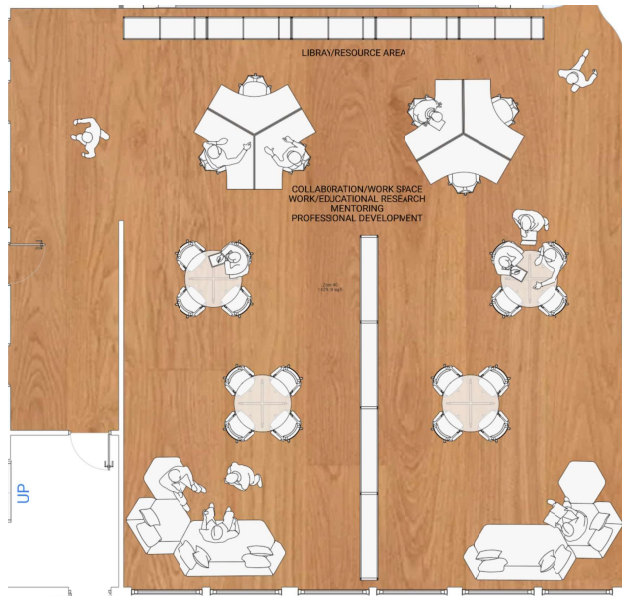 LIBRAY/RESOURCE AREA
COLLABORATION/WORK SPACE
WORK/EDUCATIONAL RESEARCH
MENTORING
PROFESSIONAL DEVELOPMENT
UP